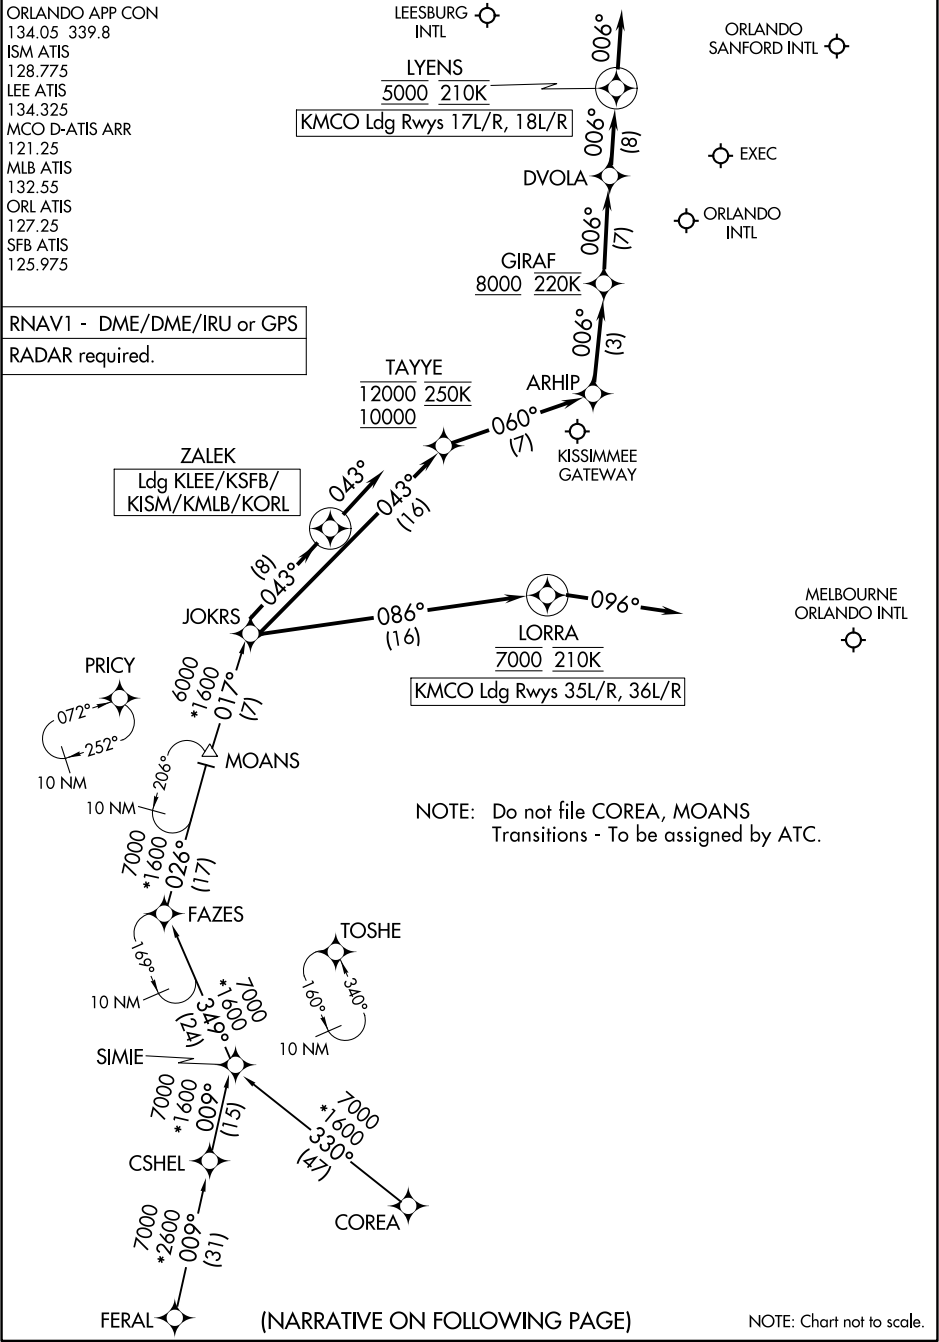 ORLANDO APP CON
134.05 339.8
ISM ATIS
128.775
LEE ATIS
134.325
MCO D-ATIS ARR
121.25
MLB ATIS
132.55
ORL ATIS
127.25
SFB ATIS
125.975
LEESBURG
INTL
ORLANDO
SANFORD INTL
006°
LYENS
5000 210K
KMCO Ldg Rwys 17L/R, 18L/R
006°
(8)
EXEC
DVOLA
ORLANDO
INTL
006°
(7)
GIRAF
8000 220K
RNAV1 - DME/DME/IRU or GPS
RADAR required.
006°
(3)
TAYYE
12000 250K
10000
ARHIP
060°
(7)
KISSIMMEE
GATEWAY
ZALEK
Ldg KLEE/KSFB/
KISM/KMLB/KORL
043°
043°
(16)
(8)
043°
JOKRS
086°
(16)
096°
LORRA
7000 210K
KMCO Ldg Rwys 35L/R, 36L/R
MELBOURNE
ORLANDO INTL
PRICY
072°
252°
10 NM
6000
*1600
017°
(7)
MOANS
206°
10 NM
NOTE: Do not file COREA, MOANS
Transitions - To be assigned by ATC.
7000
*1600
026°
(17)
FAZES
169°
10 NM
TOSHE
160°
340°
10 NM
7000
*1600
349°
(24)
SIMIE
7000
*1600
009°
(15)
7000
*1600
330°
(47)
CSHEL
COREA
7000
*2600
009°
(31)
FERAL
(NARRATIVE ON FOLLOWING PAGE)
NOTE: Chart not to scale.